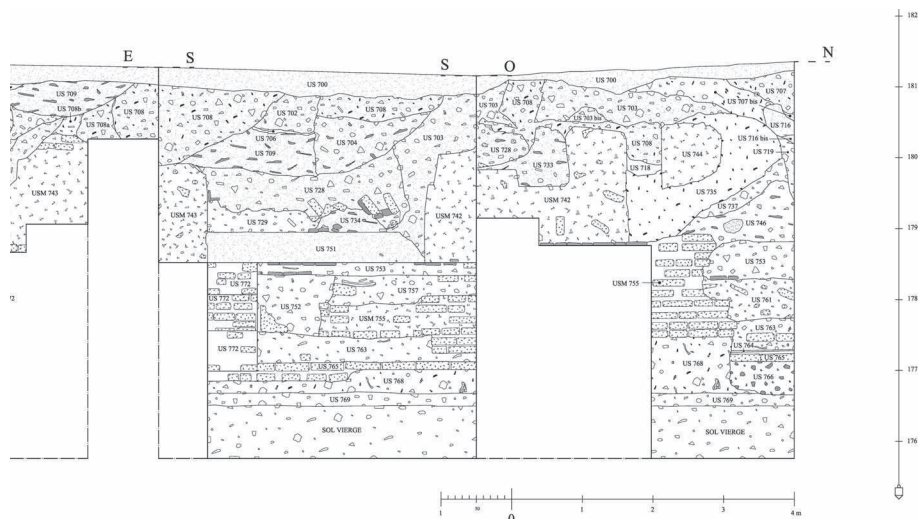 182
E S S O N
US 700 US 700
US 709 US 703 US 708 US 703 US 707 bis US 707
181
US 708b US 708 US 708 US 702 US 708 US 703 bis
US 708a US 706 US 704 US 703 US 708 US 716 bis US 716
US 709 US 728 US 733 US 718 US 744 US 719
180
USM 743 US 728 USM 742 US 735
USM 743 US 729 US 734 USM 742 US 737
US 746
179
US 751
US 753 US 753
US 772 US 757 USM 755
US 772 US 752 US 761
178
USM 755
US 772 US 763 US 763
US 764
US 765 US 768 US 765
177
US 768 US 766
US 769 US 769
SOL VIERGE SOL VIERGE
176
1 50 0 1 2 3 4 m